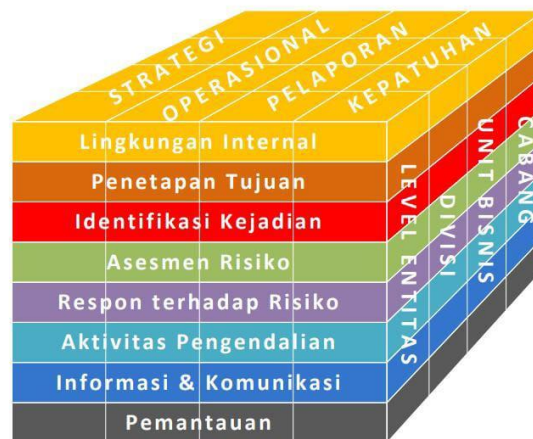 STRATEGI
OPERASIONAL
PELAPORAN
KEPATUHAN
Lingkungan Internal
Penetapan Tujuan
Identifikasi Kejadian
Asesmen Risiko
Respon terhadap Risiko
Aktivitas Pengendalian
Informasi & Komunikasi
Pemantauan
LEVEL ENTITAS
DIVISI
UNIT BISNIS
CABANG